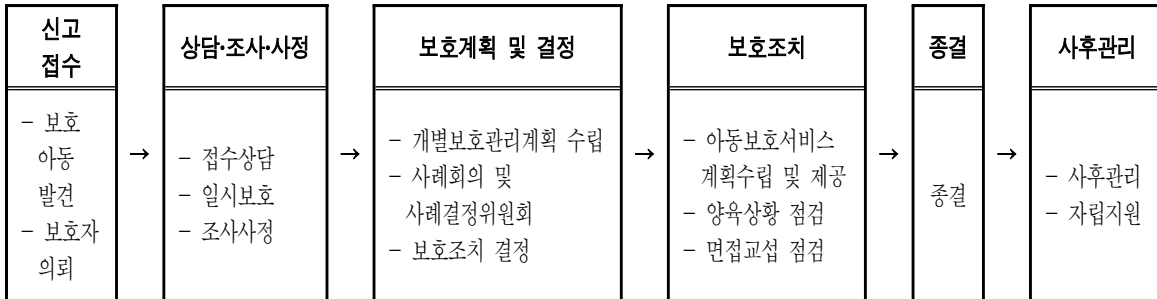 신고
접수
- 보호
아동
발견
- 보호자
의뢰
→
상담·조사·사정
- 접수상담
- 일시보호
- 조사사정
→
보호계획 및 결정
- 개별보호관리계획 수립
- 사례회의 및
사례결정위원회
- 보호조치 결정
→
보호조치
- 아동보호서비스
계획수립 및 제공
- 양육상황 점검
- 면접교섭 점검
→
종결
종결
→
사후관리
- 사후관리
- 자립지원